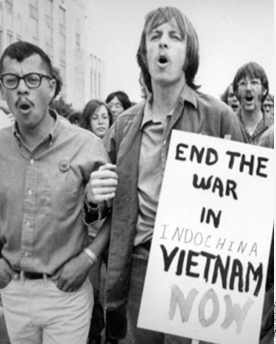 END THE
WAR
IN
INDOCHINA
VIETNAM
NOW